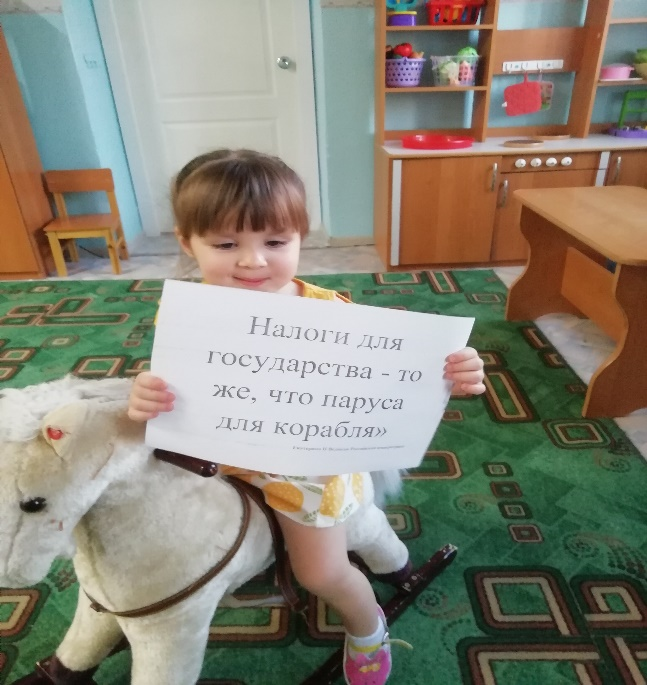 Налоги для
государства - то
же, что паруса
для корабля»